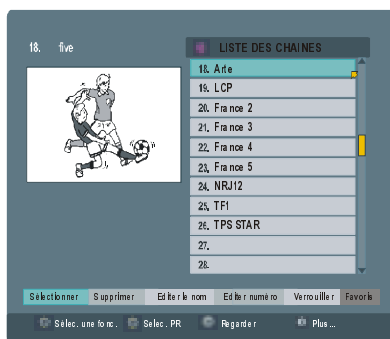 18. five
LISTE DES CHAINES
18. Arte
19. LCP
20. France 2
21. France 3
22. France 4
23. France 5
24. NRJ12
25. TF1
26. TPS STAR
27.
28.
Sélectionner Supprimer Editer le nom Editer numéro Verrouiller Favoris
Sélec. une fonc. Selec. PR Regarder Plus...